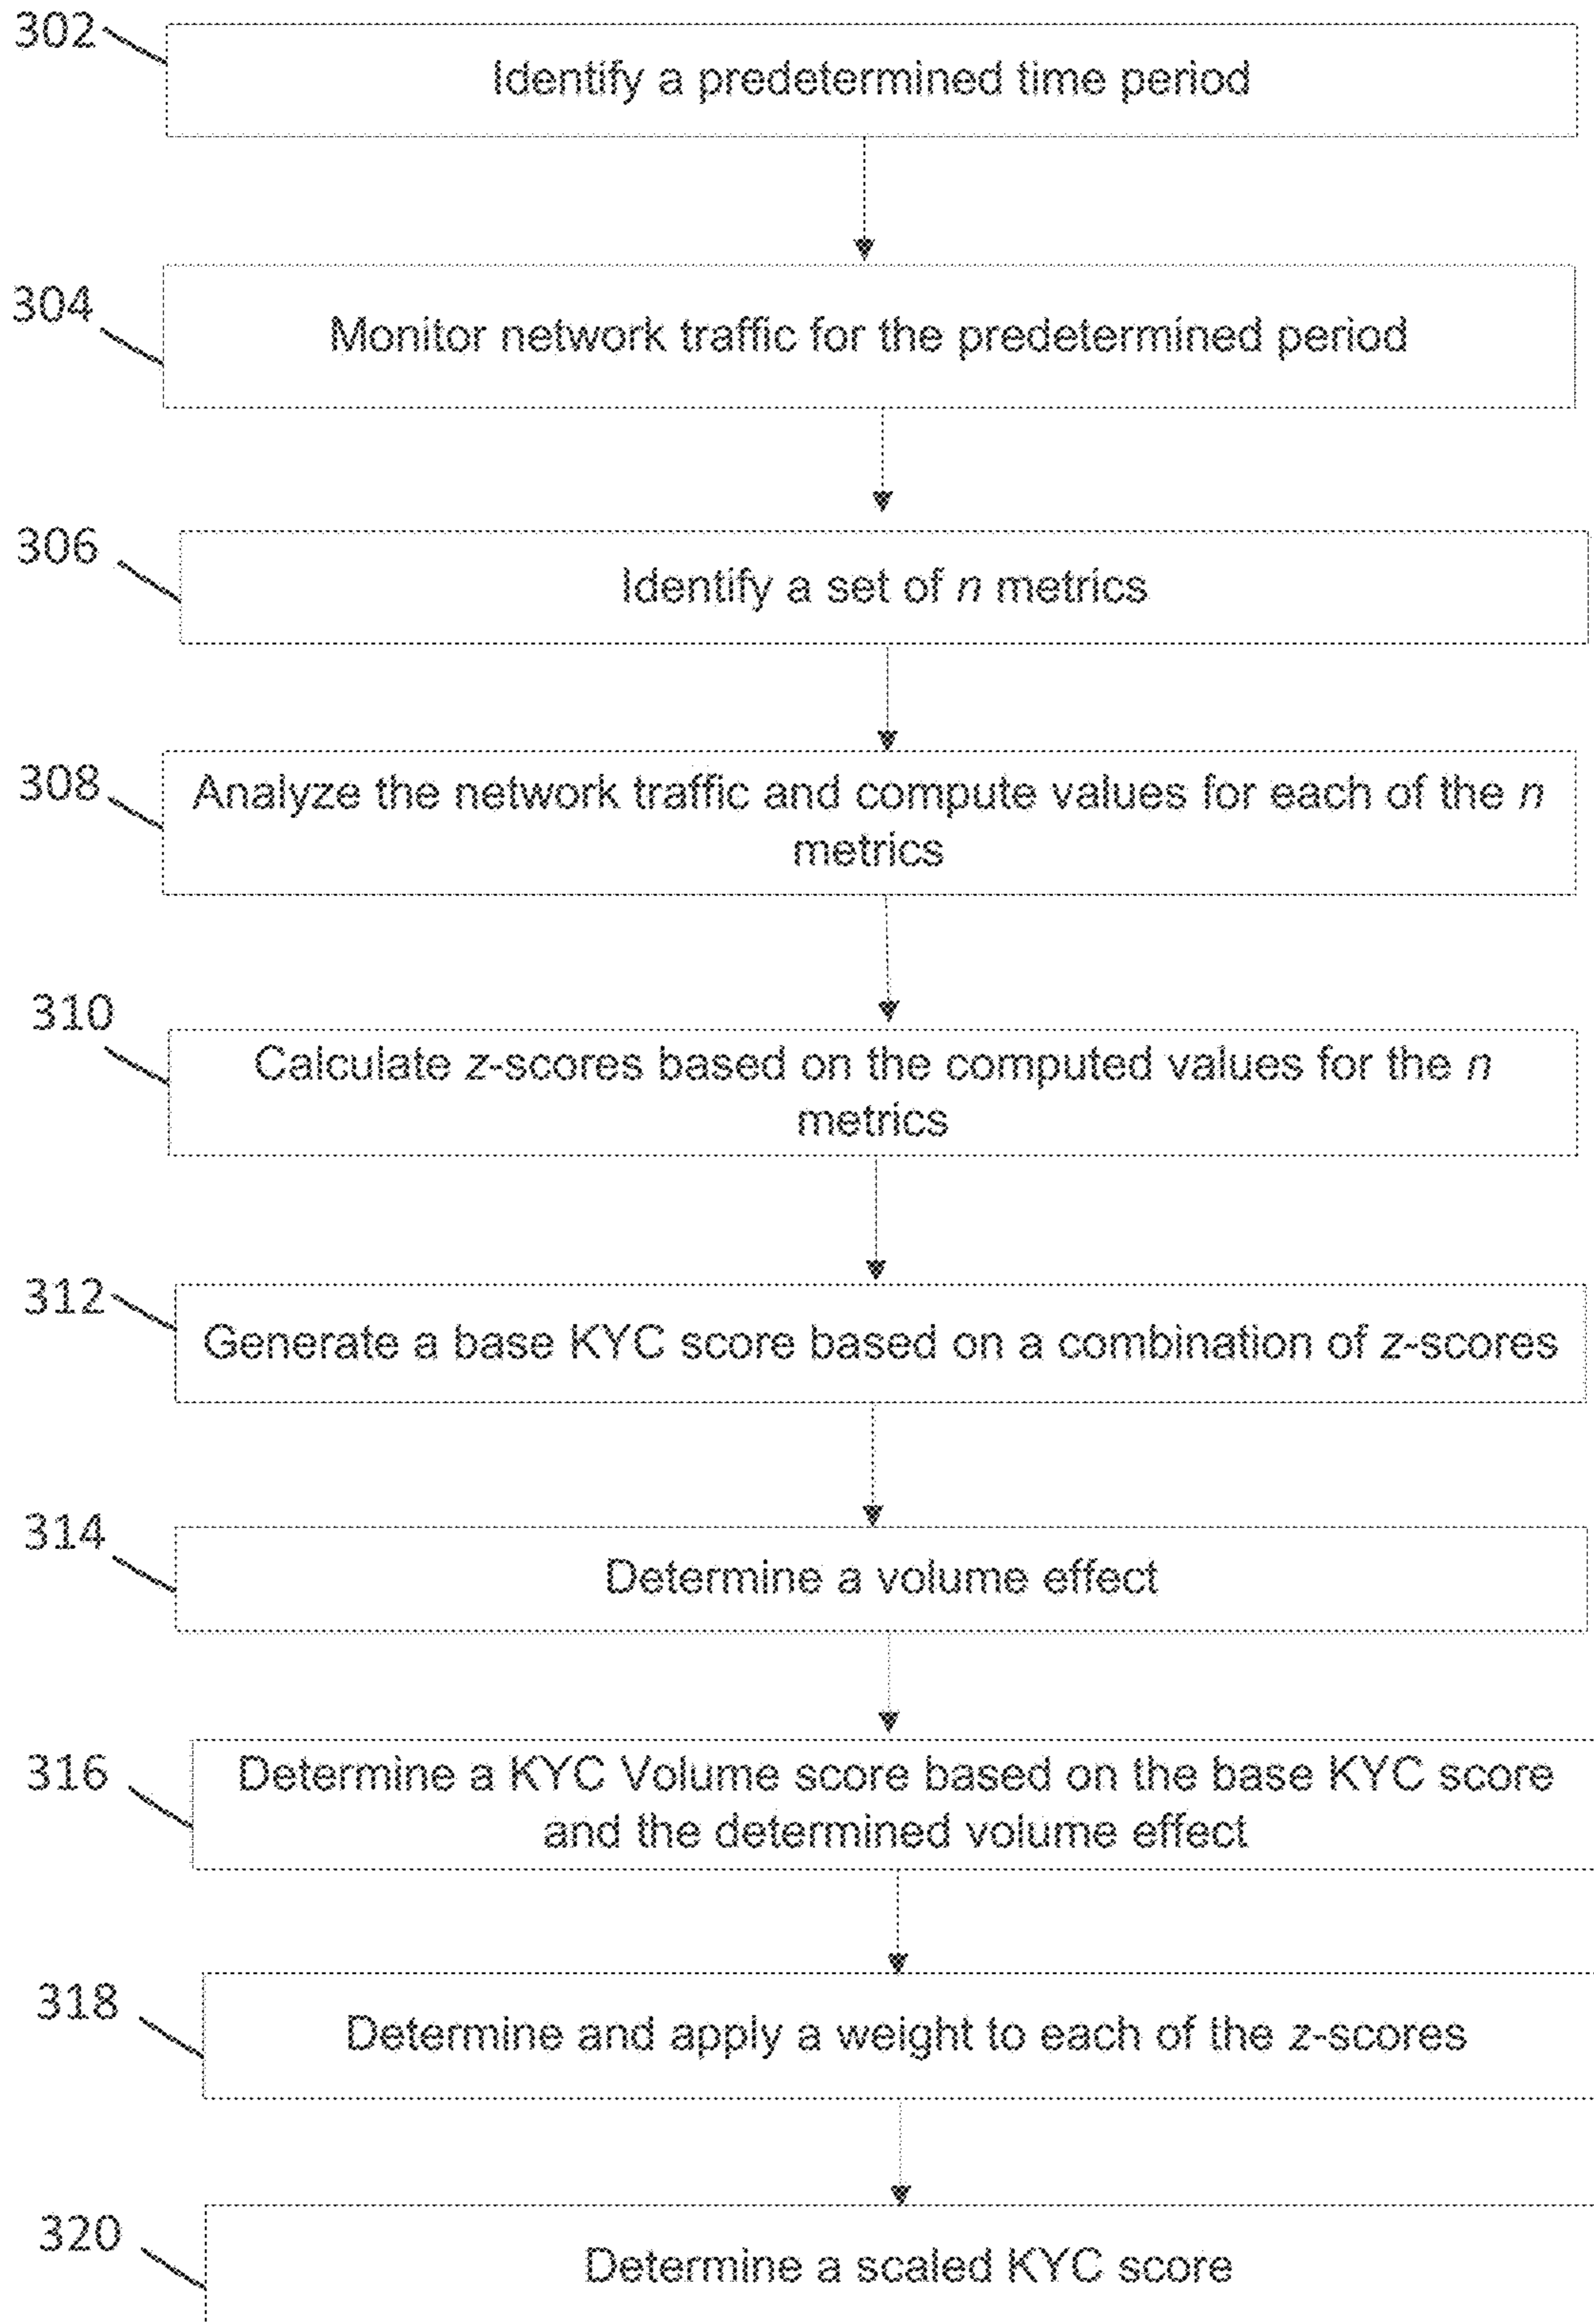 302
Identify a predetermined time period
304
Monitor network traffic for the predetermined period
306
Identify a set of n metrics
308
Analyze the network traffic and compute values for each of the n
metrics
310
Calculate z-scores based on the computed values for the n
metrics
312
Generate a base KYC score based on a combination of z-scores
314
Determine a volume effect
316
Determine a KYC Volume score based on the base KYC score
and the determined volume effect
318
Determine and apply a weight to each of the z-scores
320
Determine a scaled KYC score